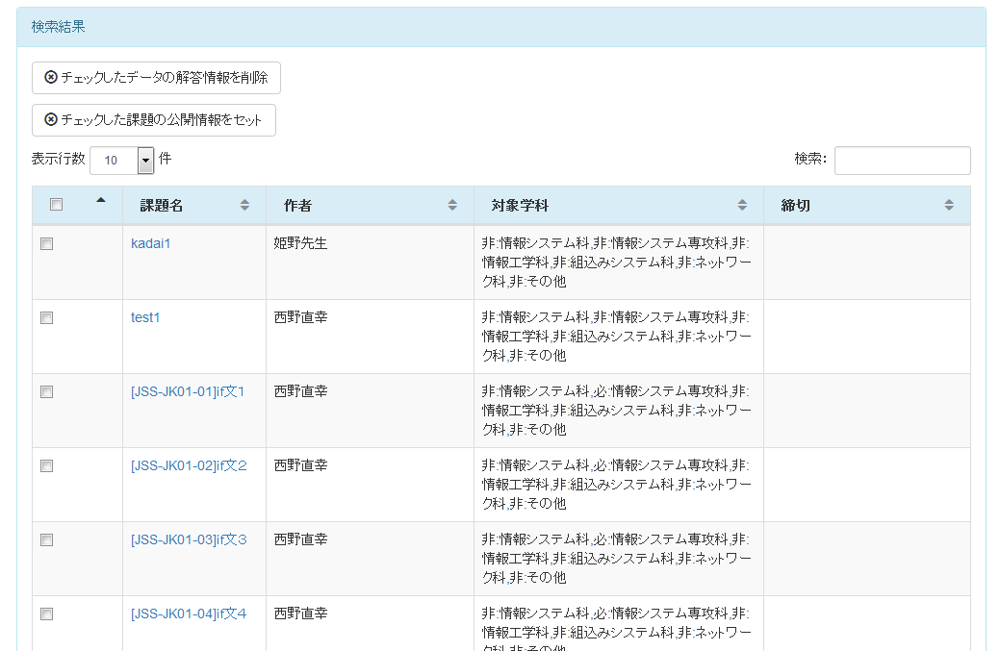 検索結果
チェックしたデータの解答情報を削除
チェックした課題の公開情報をセット
表示行数 10 件 検索:
課題名 作者 対象学科 締切
kadai1 姫野先生 非:情報システム科,非:情報システム専攻科,非:
情報工学科,非:組込みシステム科,非:ネットワー
ク科,非:その他
test1 西野直幸 非:情報システム科,非:情報システム専攻科,非:
情報工学科,非:組込みシステム科,非:ネットワー
ク科,非:その他
[JSS-JK01-01]if文1 西野直幸 非:情報システム科,必:情報システム専攻科,非:
情報工学科,非:組込みシステム科,非:ネットワー
ク科,非:その他
[JSS-JK01-02]if文2 西野直幸 非:情報システム科,必:情報システム専攻科,非:
情報工学科,非:組込みシステム科,非:ネットワー
ク科,非:その他
[JSS-JK01-03]if文3 西野直幸 非:情報システム科,必:情報システム専攻科,非:
情報工学科,非:組込みシステム科,非:ネットワー
ク科,非:その他
[JSS-JK01-04]if文4 西野直幸 非:情報システム科,必:情報システム専攻科,非:
情報工学科,非:組込みシステム科,非:ネットワー
ク科,非:その他